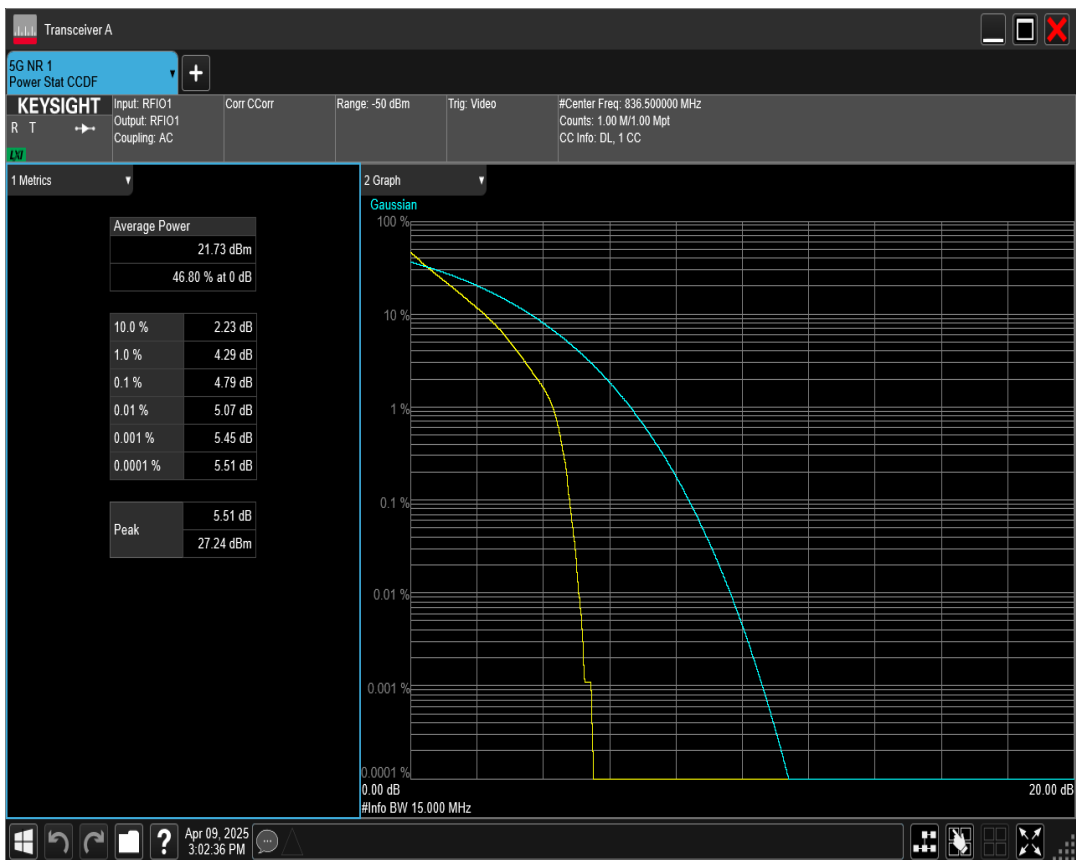 Transceiver A
5G NR 1
Power Stat CCDF
+
KEYSIGHT
R T
LXI
Input: RFIO1
Output: RFIO1
Coupling: AC
Corr CCorr
Range: -50 dBm
Trig: Video
#Center Freq: 836.500000 MHz
Counts: 1.00 M/1.00 Mpt
CC Info: DL, 1 CC
1 Metrics
Average Power
21.73 dBm
46.80 % at 0 dB
10.0 % 2.23 dB
1.0 % 4.29 dB
0.1 % 4.79 dB
0.01 % 5.07 dB
0.001 % 5.45 dB
0.0001 % 5.51 dB
Peak
5.51 dB
27.24 dBm
2 Graph
Gaussian
100 %
10 %
1 %
0.1 %
0.01 %
0.001 %
0.0001 %
0.00 dB 20.00 dB
#Info BW 15.000 MHz
?
Apr 09, 2025
3:02:36 PM